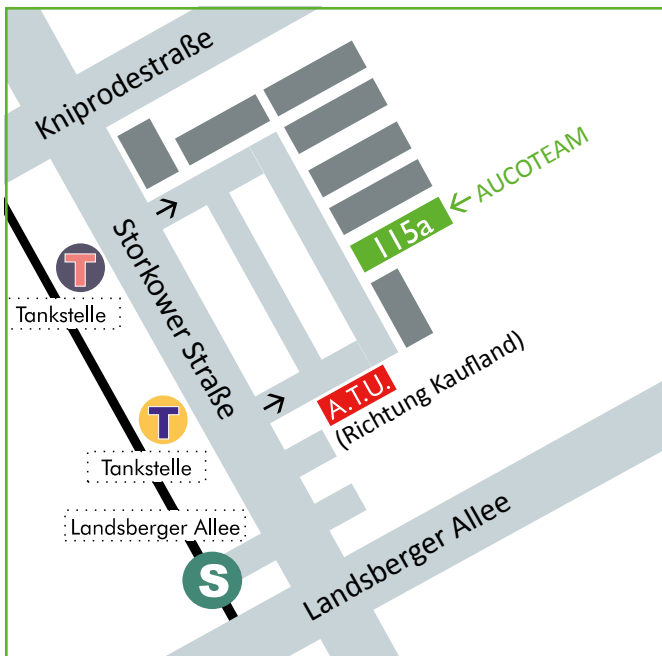 Kniprodestraße
AUCOTEAM
115a
Storkower Straße
T
Tankstelle
A.T.U.
(Richtung Kaufland)
T
Tankstelle
Landsberger Allee
S
Landsberger Allee